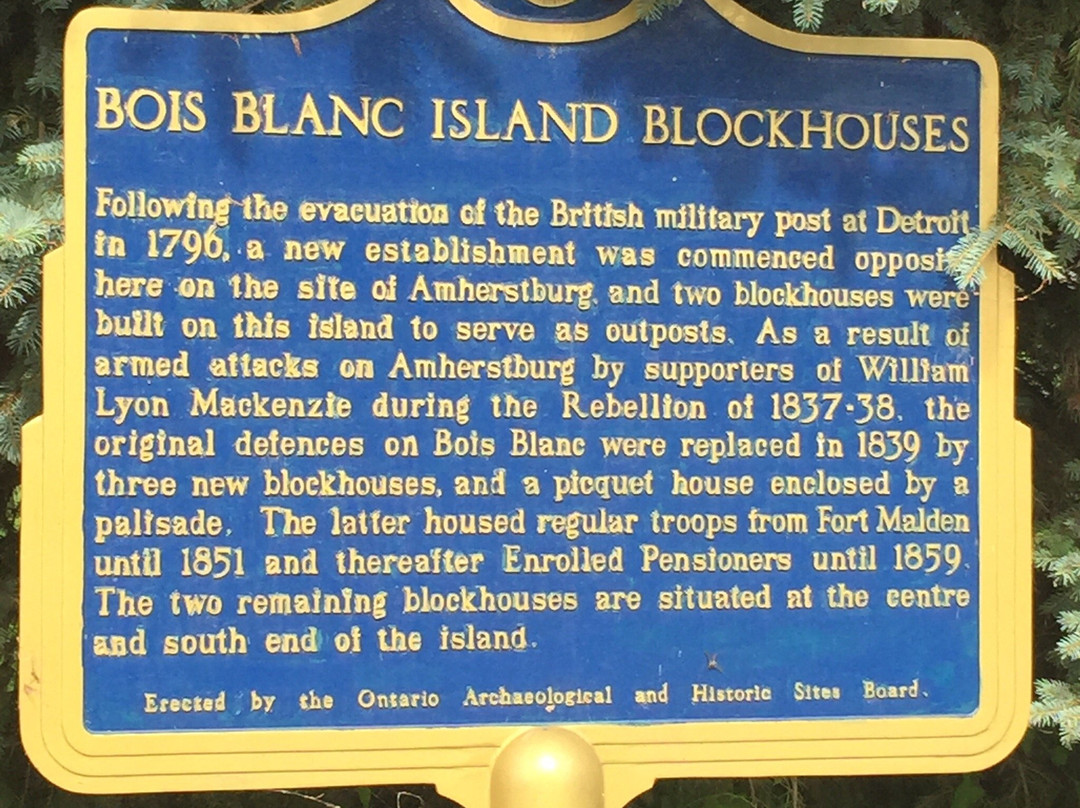 BOIS BLANC ISLAND BLOCKHOUSES
Following the evacuation of the British military post at Detroit
in 1796, a new establishment was commenced opposit
here on the site of Amherstburg, and two blockhouses were
built on this island to serve as outposts. As a result of
armed attacks on Amherstburg by supporters of William
Lyon Mackenzie during the Rebellion of 1837-38, the
original defences on Bois Blanc were replaced in 1839 by
three new blockhouses, and a picquet house enclosed by a
palisade. The latter housed regular troops from Fort Malden
until 1851 and thereafter Enrolled Pensioners until 1859.
The two remaining blockhouses are situated at the centre
and south end of the island.
Erected by the Ontario Archaeological and Historic Sites Board.